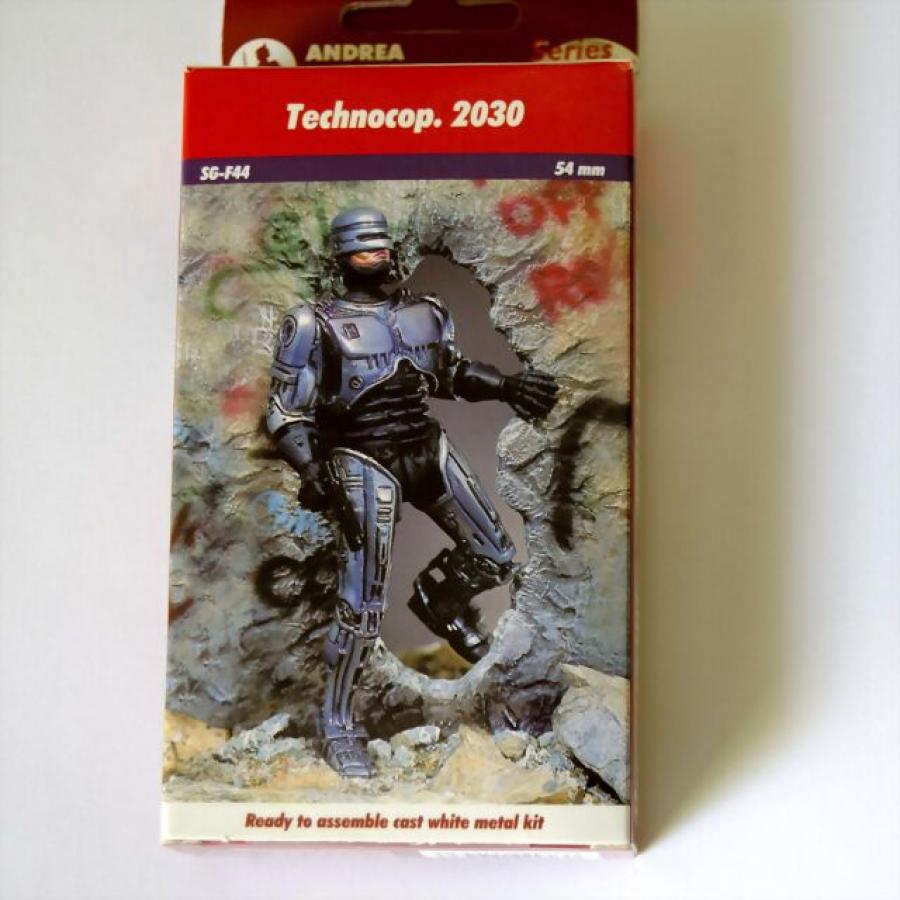 ANDREA
Series
Technocop. 2030
SG-F44
54 mm
Ready to assemble cast white metal kit